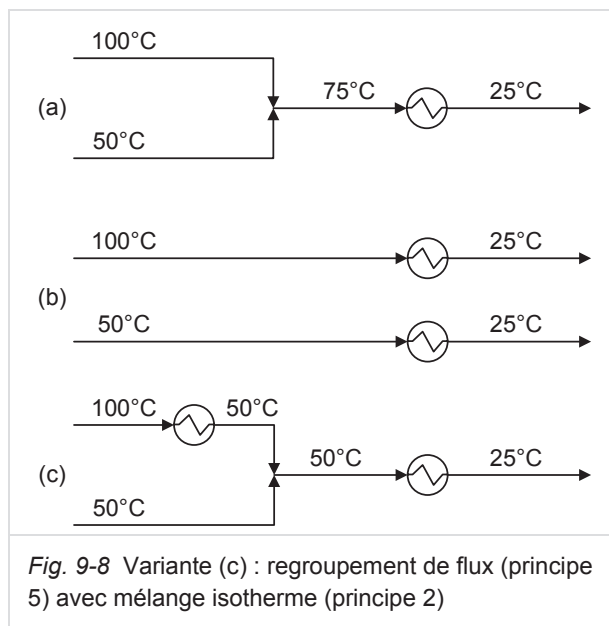 100°C
75°C 25°C
(a)
50°C
100°C 25°C
(b)
50°C 25°C
100°C 50°C
50°C 25°C
(c)
50°C
Fig. 9-8 Variante (c) : regroupement de flux (principe
5) avec mélange isotherme (principe 2)